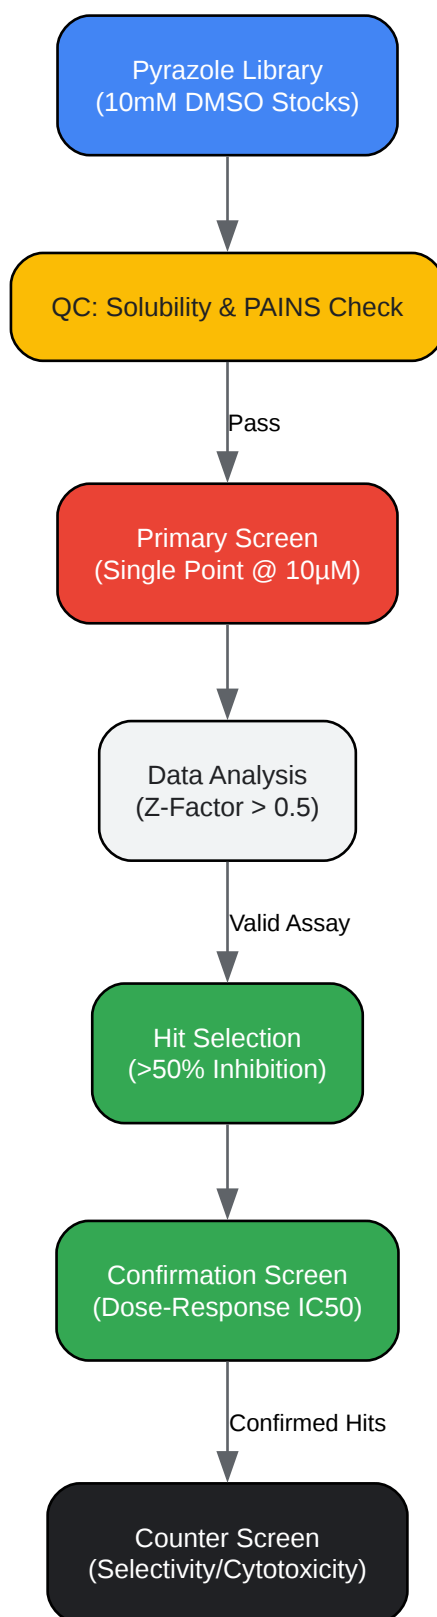 Pyrazole Library
(10mM DMSO Stocks)
QC: Solubility & PAINS Check
Pass
Primary Screen
(Single Point @ 10µM)
Data Analysis
(Z-Factor > 0.5)
Valid Assay
Hit Selection
(>50% Inhibition)
Confirmation Screen
(Dose-Response IC50)
Confirmed Hits
Counter Screen
(Selectivity/Cytotoxicity)